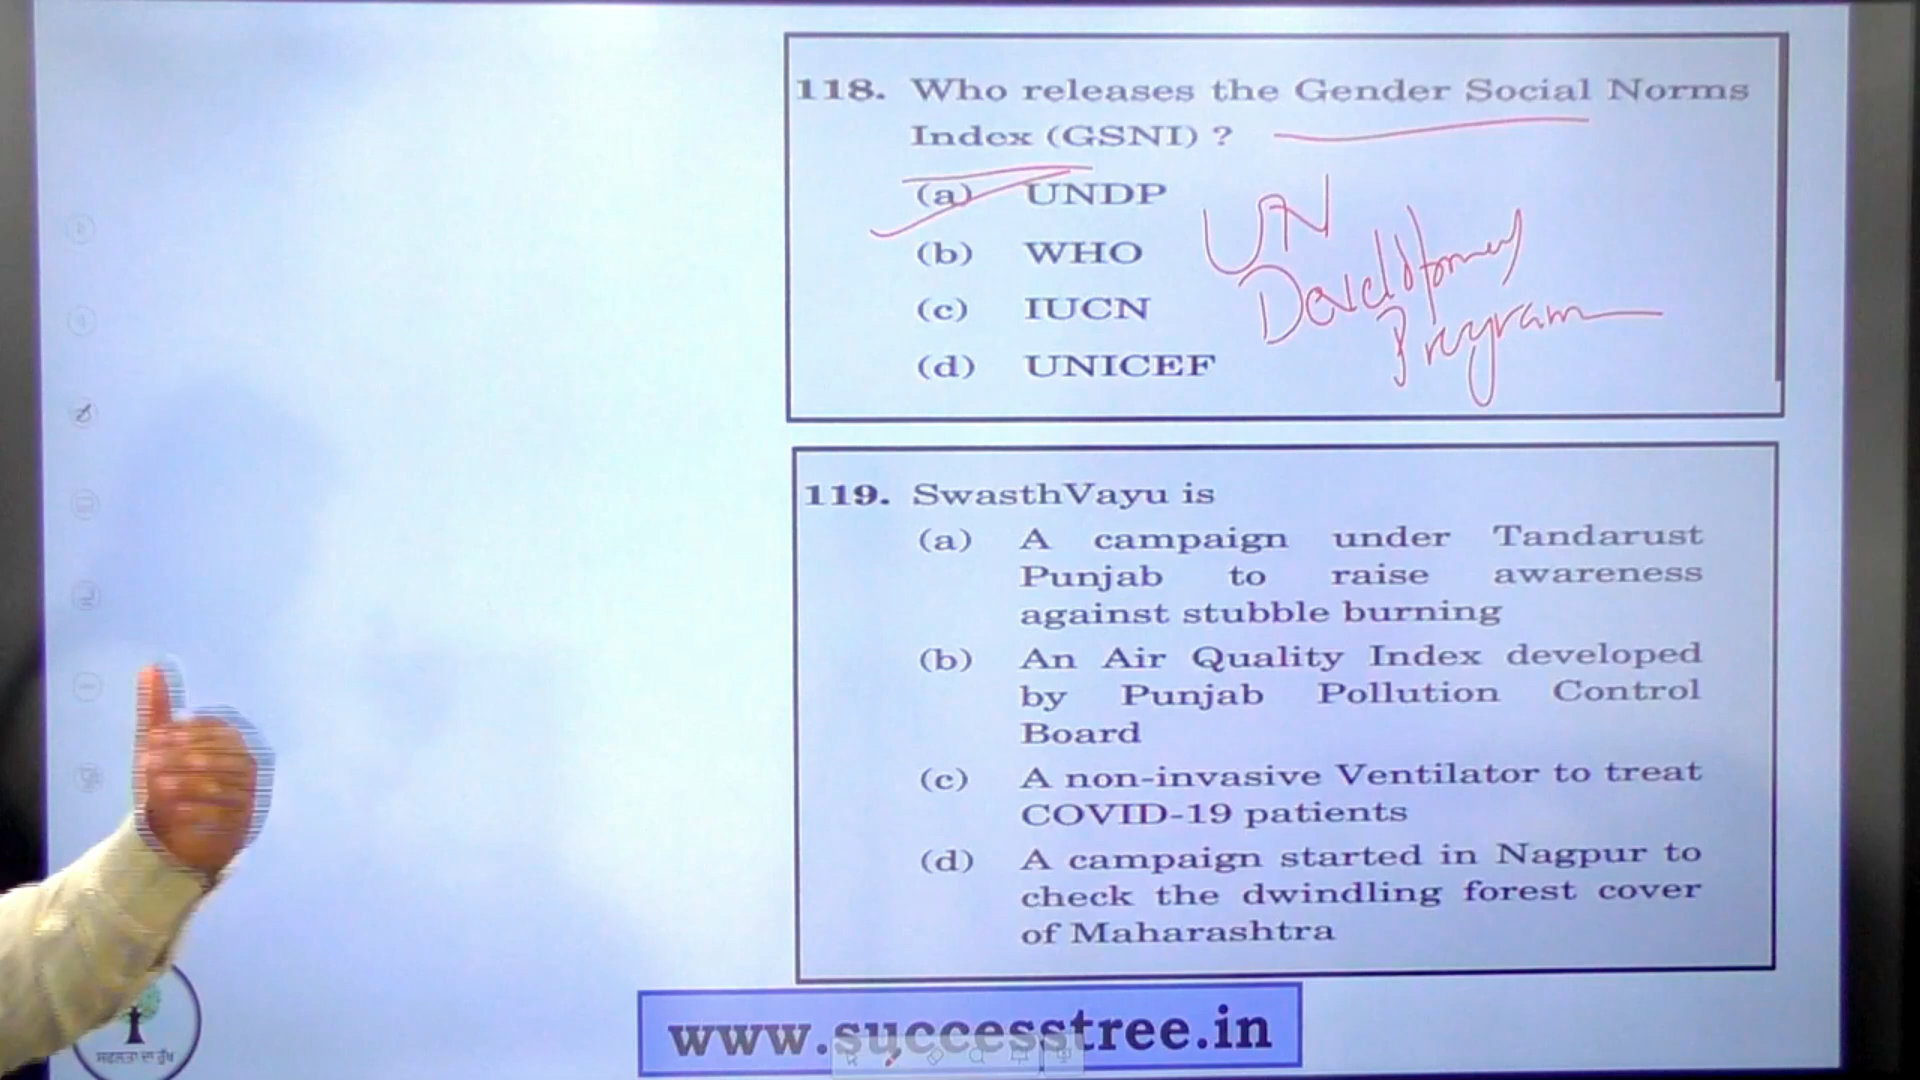 118. Who releases the Gender Social Norms
Index (GSNI) ?
(a) UNDP
(b) WHO
(c) IUCN
(d) UNICEF
UN
Development
Program
119. SwasthVayu is
(a) A campaign under Tandarust
Punjab to raise awareness
against stubble burning
(b) An Air Quality Index developed
by Punjab Pollution Control
Board
(c) A non-invasive Ventilator to treat
COVID-19 patients
(d) A campaign started in Nagpur to
check the dwindling forest cover
of Maharashtra
ਸਫਲਤਾ ਦਾ ਰੁੱਖ
www.successtree.in